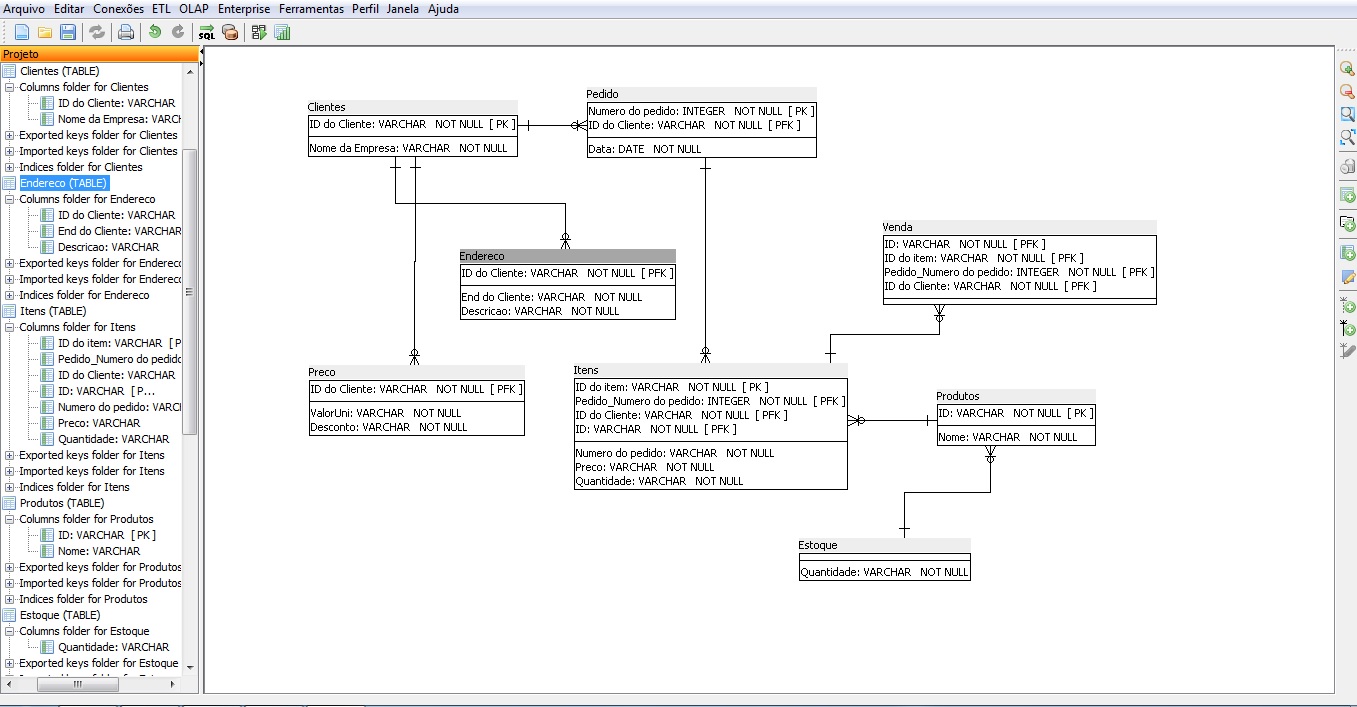 Arquivo Editar Conexões ETL OLAP Enterprise Ferramentas Perfil Janela Ajuda
SQL
Projeto
Clientes (TABLE)
Columns folder for Clientes
ID do Cliente: VARCHAR
Nome da Empresa: VARCH
Exported keys folder for Clientes
Imported keys folder for Clientes
Indices folder for Clientes
Endereco (TABLE)
Columns folder for Endereco
ID do Cliente: VARCHAR
End do Cliente: VARCHAR
Descricao: VARCHAR
Exported keys folder for Endereco
Imported keys folder for Endereco
Indices folder for Endereco
Itens (TABLE)
Columns folder for Itens
ID do item: VARCHAR [ P
Pedido_Numero do pedido
ID do Cliente: VARCHAR
ID: VARCHAR [ P...
Numero do pedido: VARCH
Preco: VARCHAR
Quantidade: VARCHAR
Exported keys folder for Itens
Imported keys folder for Itens
Indices folder for Itens
Produtos (TABLE)
Columns folder for Produtos
ID: VARCHAR [ PK ]
Nome: VARCHAR
Exported keys folder for Produtos
Imported keys folder for Produtos
Indices folder for Produtos
Estoque (TABLE)
Columns folder for Estoque
Quantidade: VARCHAR
Exported keys folder for Estoque
Clientes
ID do Cliente: VARCHAR NOT NULL [ PK ]
Nome da Empresa: VARCHAR NOT NULL
Pedido
Numero do pedido: INTEGER NOT NULL [ PK ]
ID do Cliente: VARCHAR NOT NULL [ PFK ]
Data: DATE NOT NULL
Endereco
ID do Cliente: VARCHAR NOT NULL [ PFK ]
End do Cliente: VARCHAR NOT NULL
Descricao: VARCHAR NOT NULL
Venda
ID: VARCHAR NOT NULL [ PFK ]
ID do item: VARCHAR NOT NULL [ PFK ]
Pedido_Numero do pedido: INTEGER NOT NULL [ PFK ]
ID do Cliente: VARCHAR NOT NULL [ PFK ]
Preco
ID do Cliente: VARCHAR NOT NULL [ PFK ]
ValorUni: VARCHAR NOT NULL
Desconto: VARCHAR NOT NULL
Itens
ID do item: VARCHAR NOT NULL [ PK ]
Pedido_Numero do pedido: INTEGER NOT NULL [ PFK ]
ID do Cliente: VARCHAR NOT NULL [ PFK ]
ID: VARCHAR NOT NULL [ PFK ]
Numero do pedido: VARCHAR NOT NULL
Preco: VARCHAR NOT NULL
Quantidade: VARCHAR NOT NULL
Produtos
ID: VARCHAR NOT NULL [ PK ]
Nome: VARCHAR NOT NULL
Estoque
Quantidade: VARCHAR NOT NULL